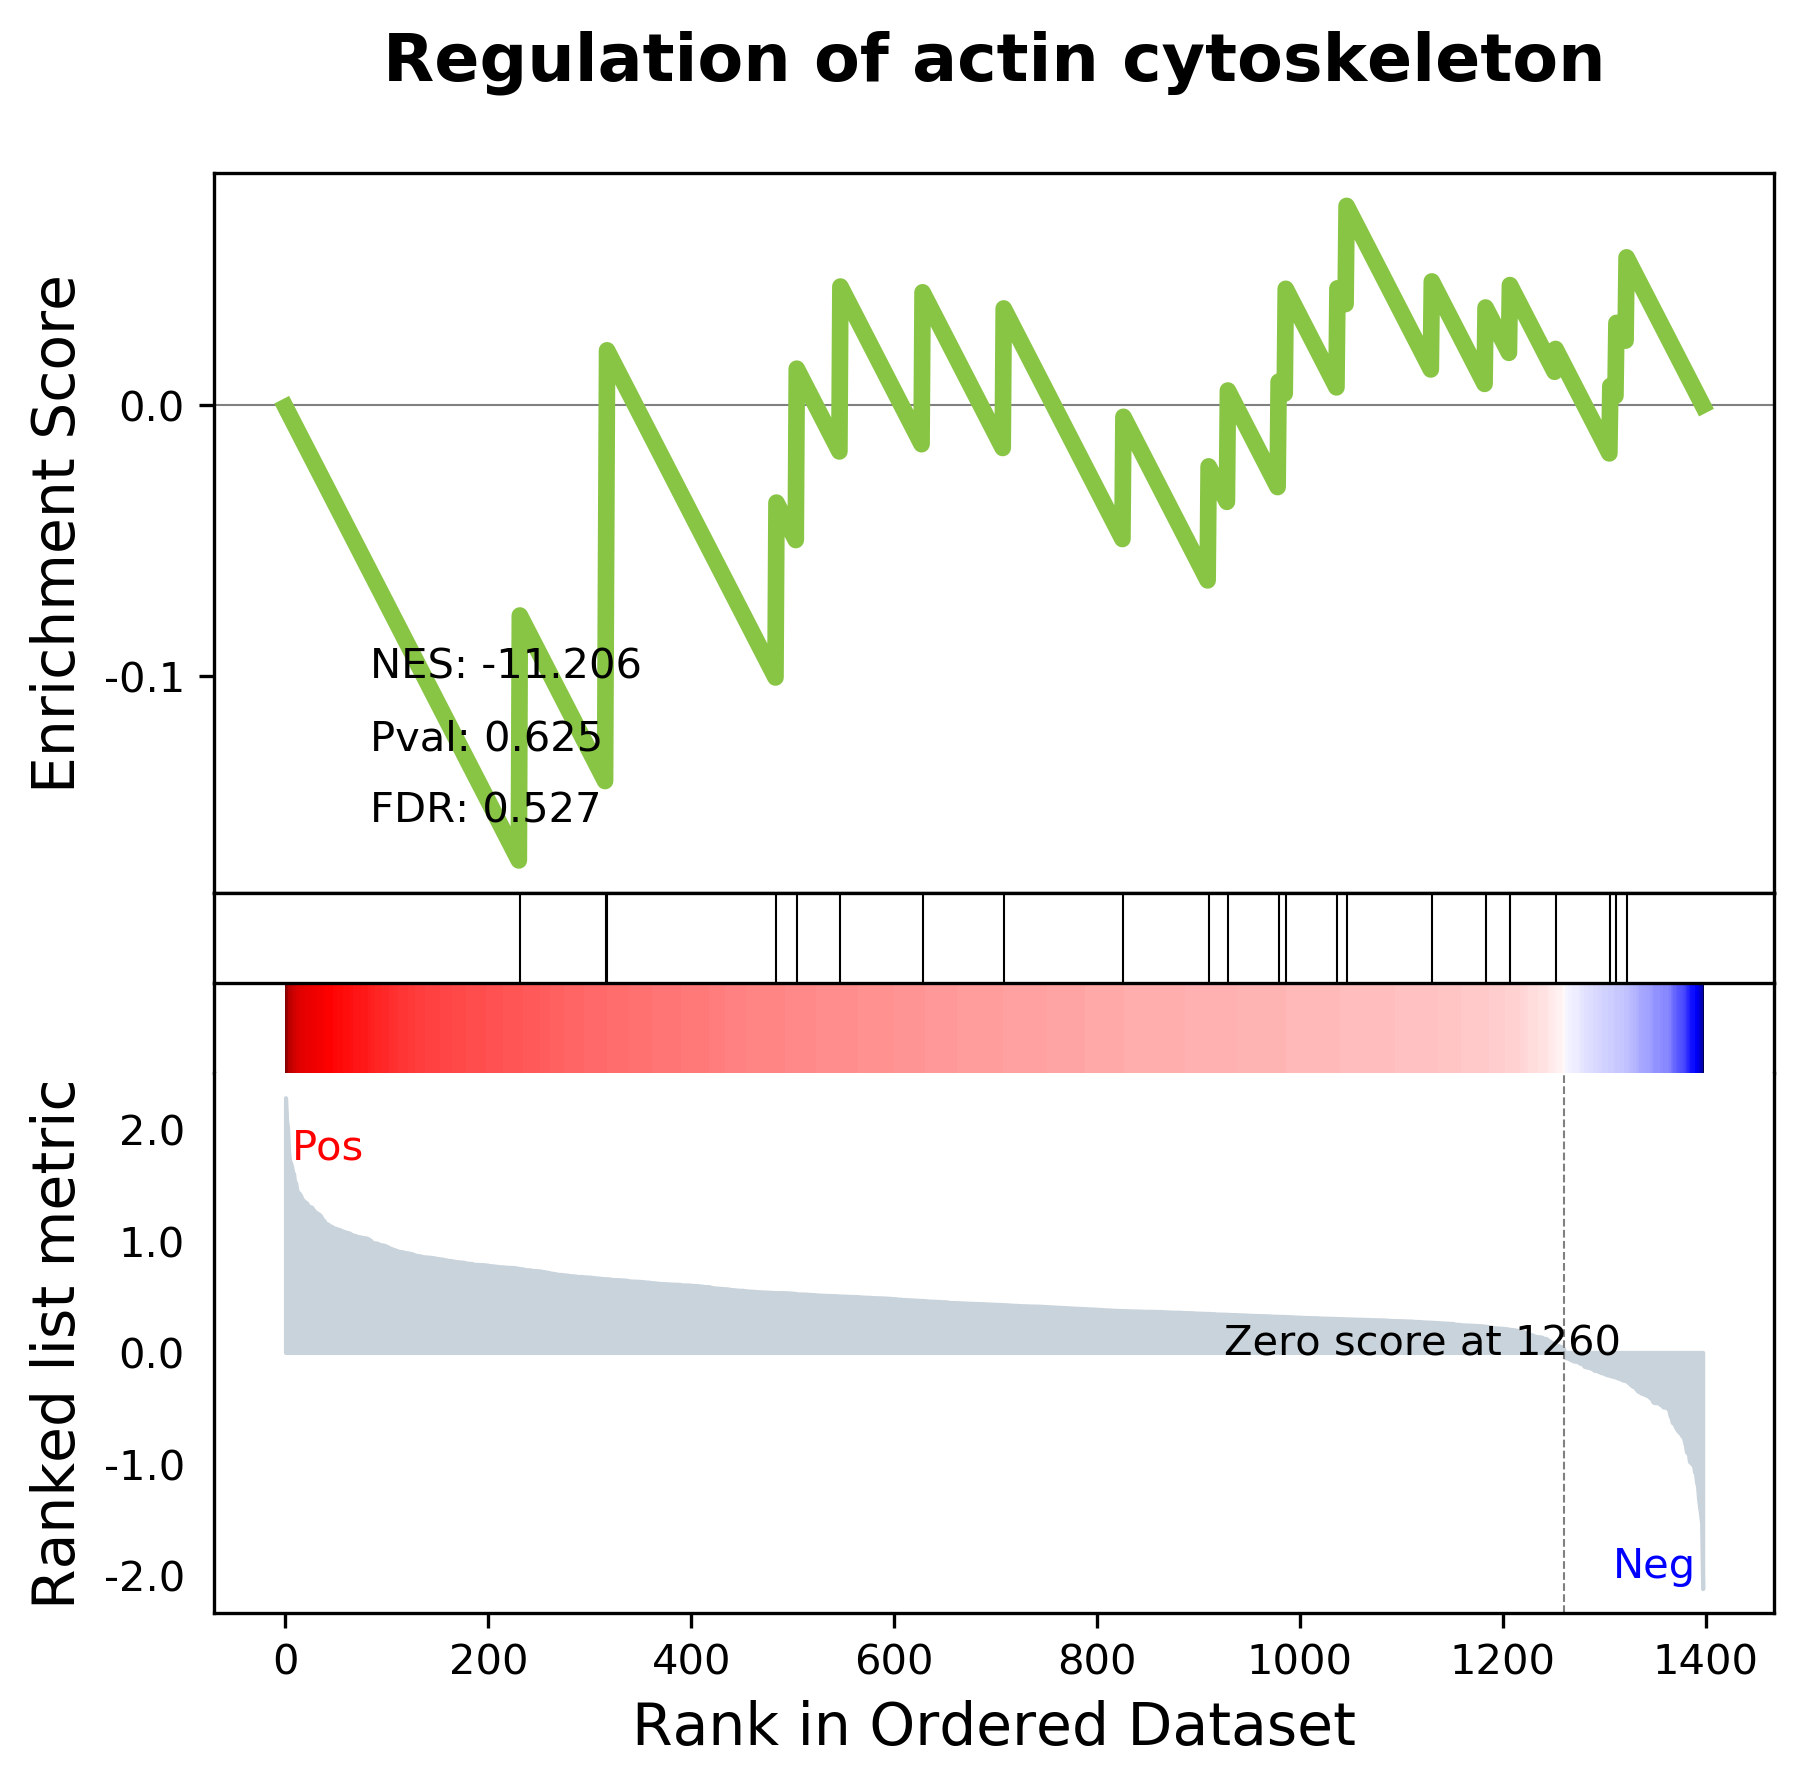 Regulation of actin cytoskeleton
Enrichment Score
0.0
-0.1
NES: -11.206
Pval: 0.625
FDR: 0.527
Ranked list metric
2.0
1.0
0.0
-1.0
-2.0
Pos
Zero score at 1260
Neg
0 200 400 600 800 1000 1200 1400
Rank in Ordered Dataset